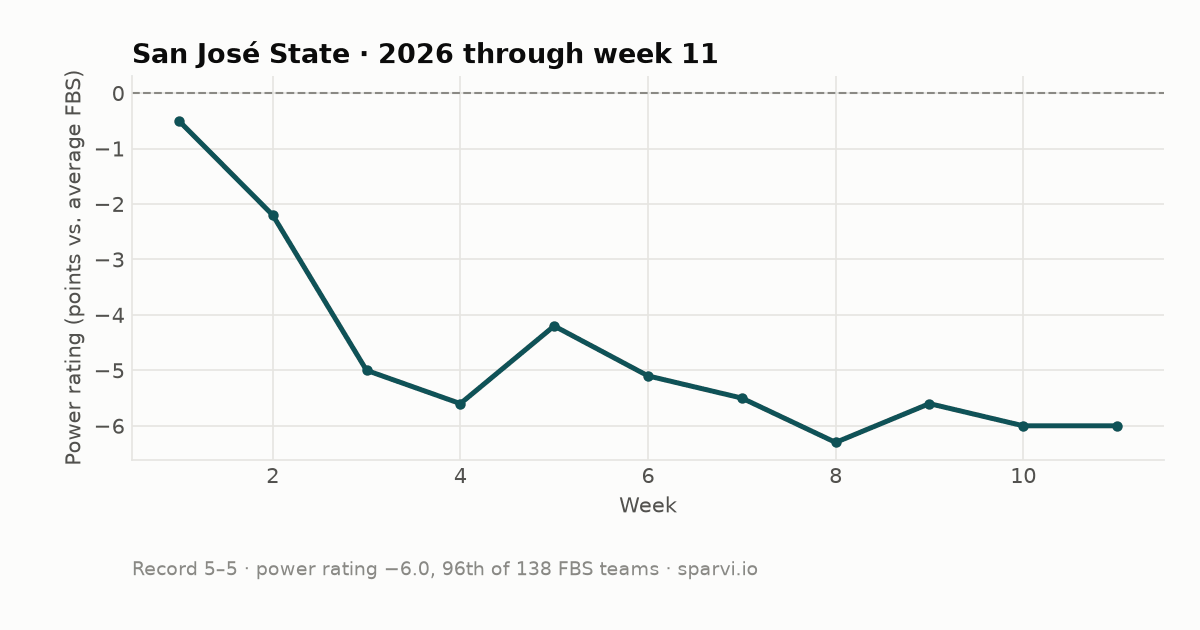 San José State · 2026 through week 11
Power rating (points vs. average FBS)
0
−1
−2
−3
−4
−5
−6
2 4 6 8 10
Week
Record 5–5 · power rating −6.0, 96th of 138 FBS teams · sparvi.io